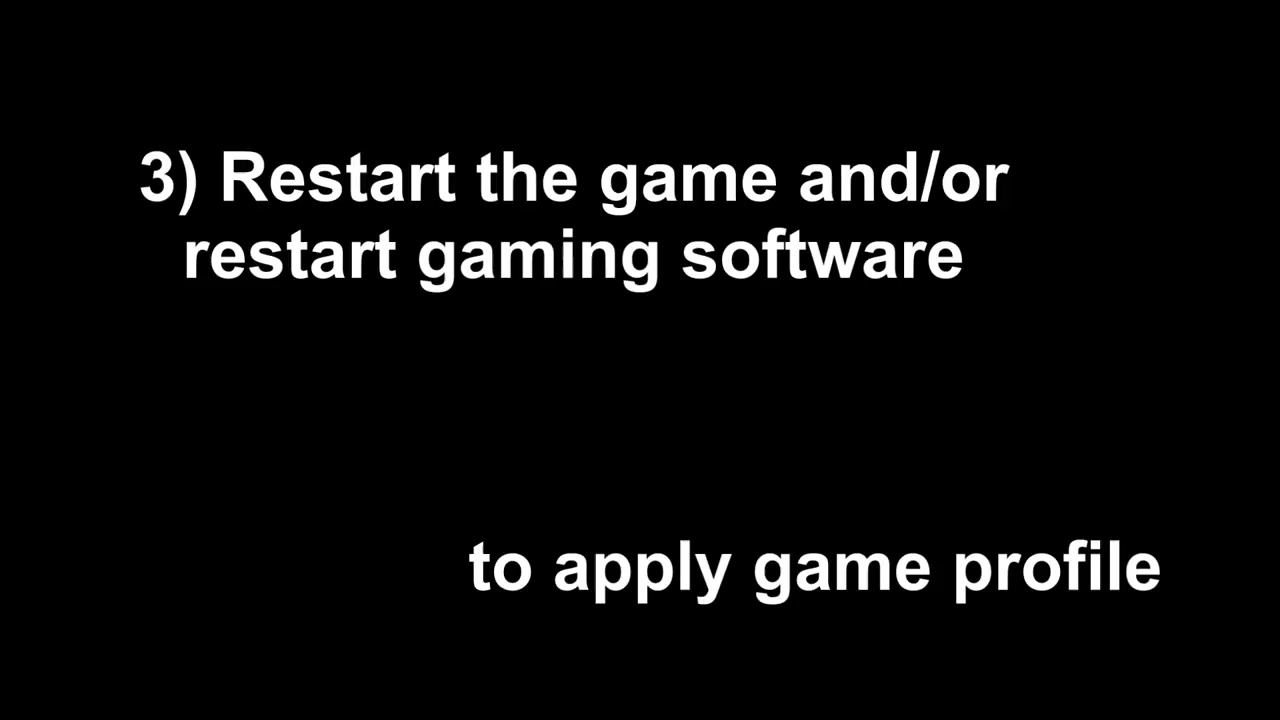 3) Restart the game and/or
restart gaming software
to apply game profile